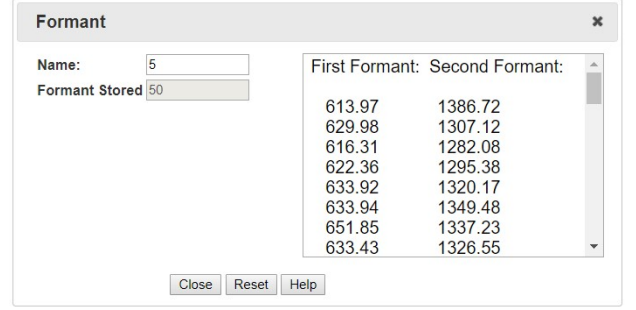 Formant
Name: 5
Formant Stored 50
First Formant: Second Formant:
613.97 1386.72
629.98 1307.12
616.31 1282.08
622.36 1295.38
633.92 1320.17
633.94 1349.48
651.85 1337.23
633.43 1326.55
Close Reset Help